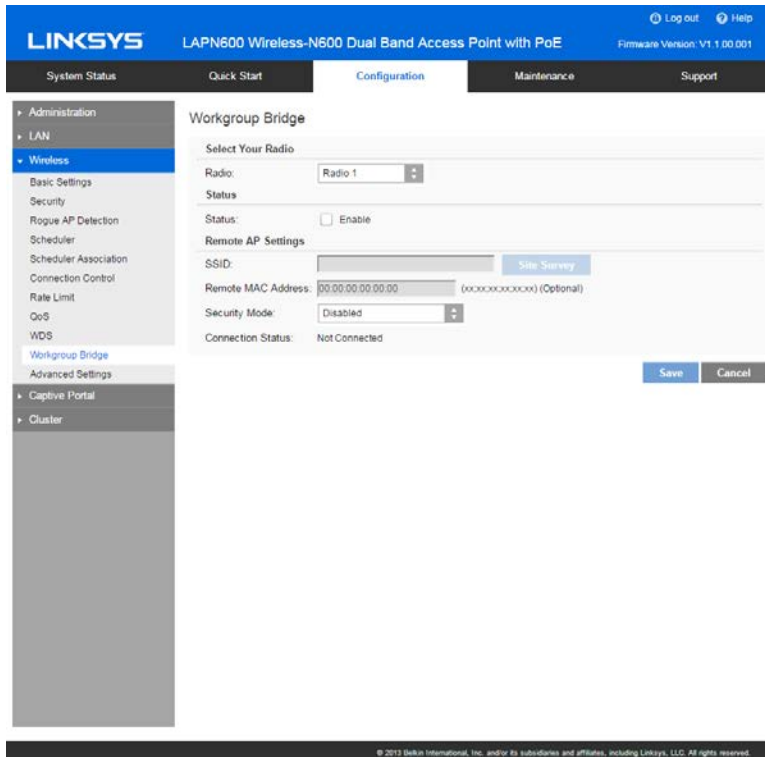 Log out Help
LINKSYS LAPN600 Wireless-N600 Dual Band Access Point with PoE Firmware Version: V1.1.00.001
System Status Quick Start Configuration Maintenance Support
Administration
LAN
Wireless
Basic Settings
Security
Rogue AP Detection
Scheduler
Scheduler Association
Connection Control
Rate Limit
QoS
WDS
Workgroup Bridge
Advanced Settings
Captive Portal
Cluster
Workgroup Bridge
Select Your Radio
Radio: Radio 1
Status
Status: Enable
Remote AP Settings
SSID: Site Survey
Remote MAC Address: 00:00:00:00:00:00 (xx:xx:xx:xx:xx:xx) (Optional)
Security Mode: Disabled
Connection Status: Not Connected
Save Cancel
© 2013 Belkin International, Inc. and/or its subsidiaries and affiliates, including Linksys, LLC. All rights reserved.